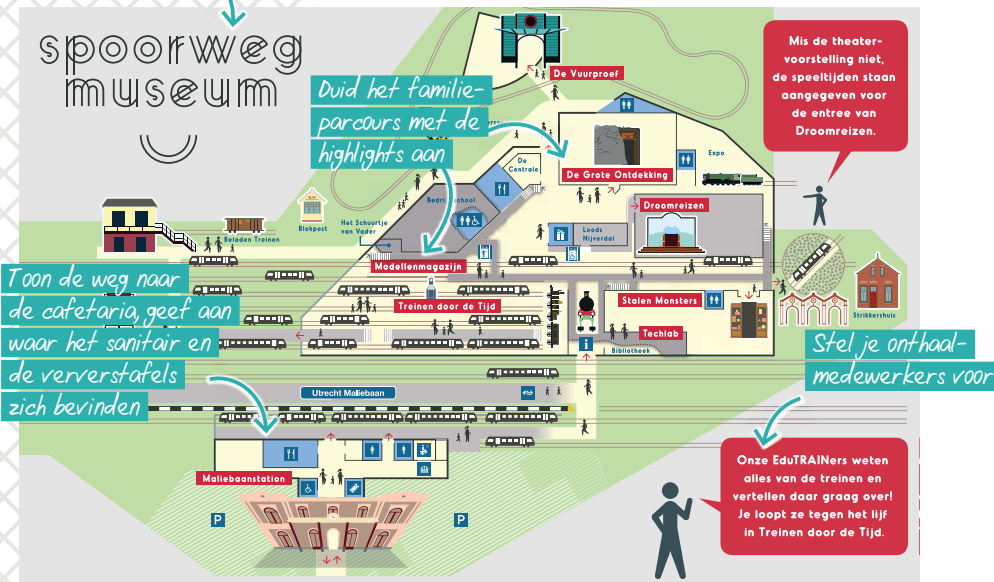 spoorweg
museum
Duid het familie-
parcours met de
highlights aan
De Vuurproef
Mis de theater-
voorstelling niet,
de speeltijden staan
aangegeven voor
de entree van
Droomreizen.
De
Centrale
De Grote Ontdekking
Expo
Droomreizen
Loods
Nijverdal
Het Schuurtje
van Vader
Blokpost
Beladen Treinen
Modellenmagazijn
Treinen door de Tijd
Stalen Monsters
Techlab
Bibliotheek
Strikkershuis
Toon de weg naar
de cafetaria, geef aan
waar het sanitair en
de ververstafels
zich bevinden
Stel je onthaal-
medewerkers voor
Utrecht Maliebaan
Maliebaanstation
P
P
Onze EduTRAINers weten
alles van de treinen en
vertellen daar graag over!
Je loopt ze tegen het lijf
in Treinen door de Tijd.